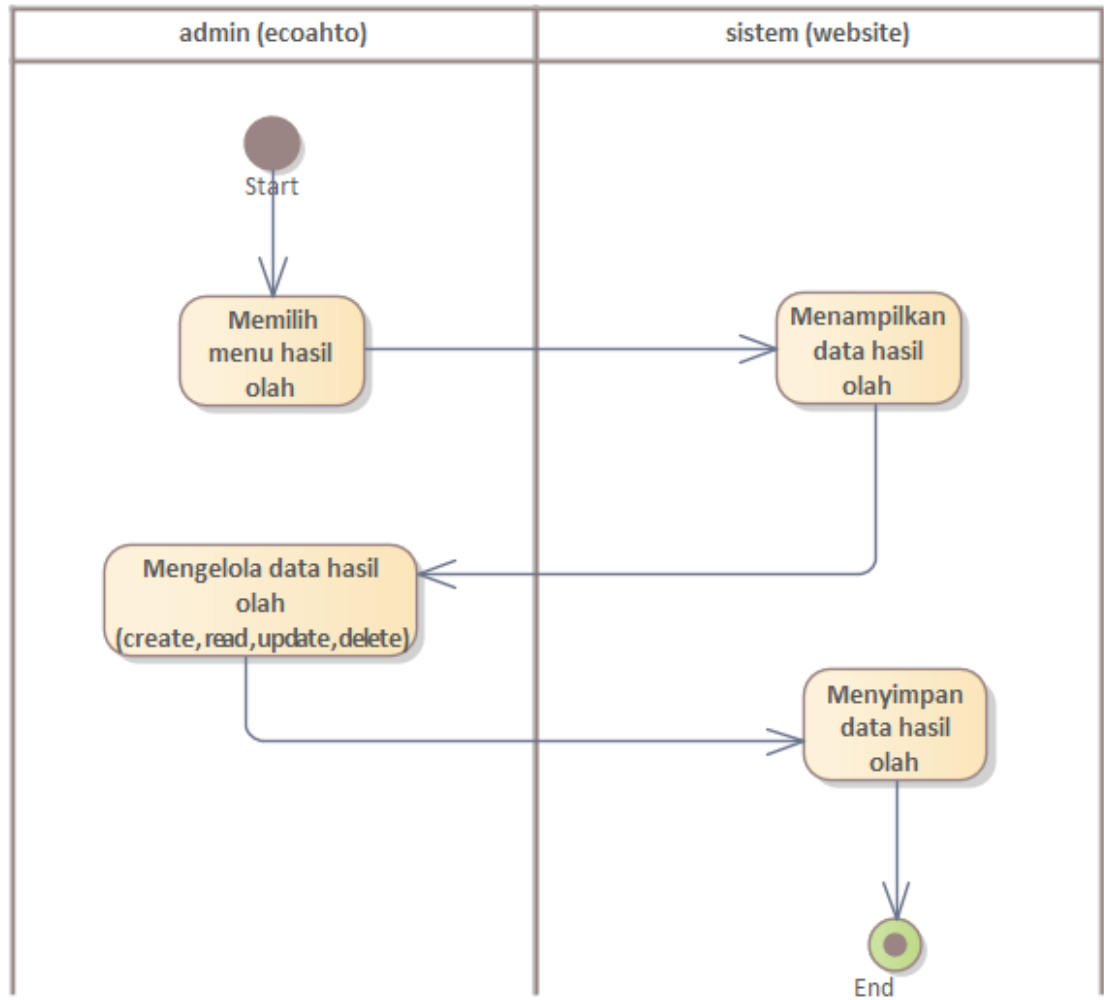 admin (ecoahto)
sistem (website)
Start
Memilih
menu hasil
olah
Menampilkan
data hasil
olah
Mengelola data hasil
olah
(create,read,update,delete)
Menyimpan
data hasil
olah
End